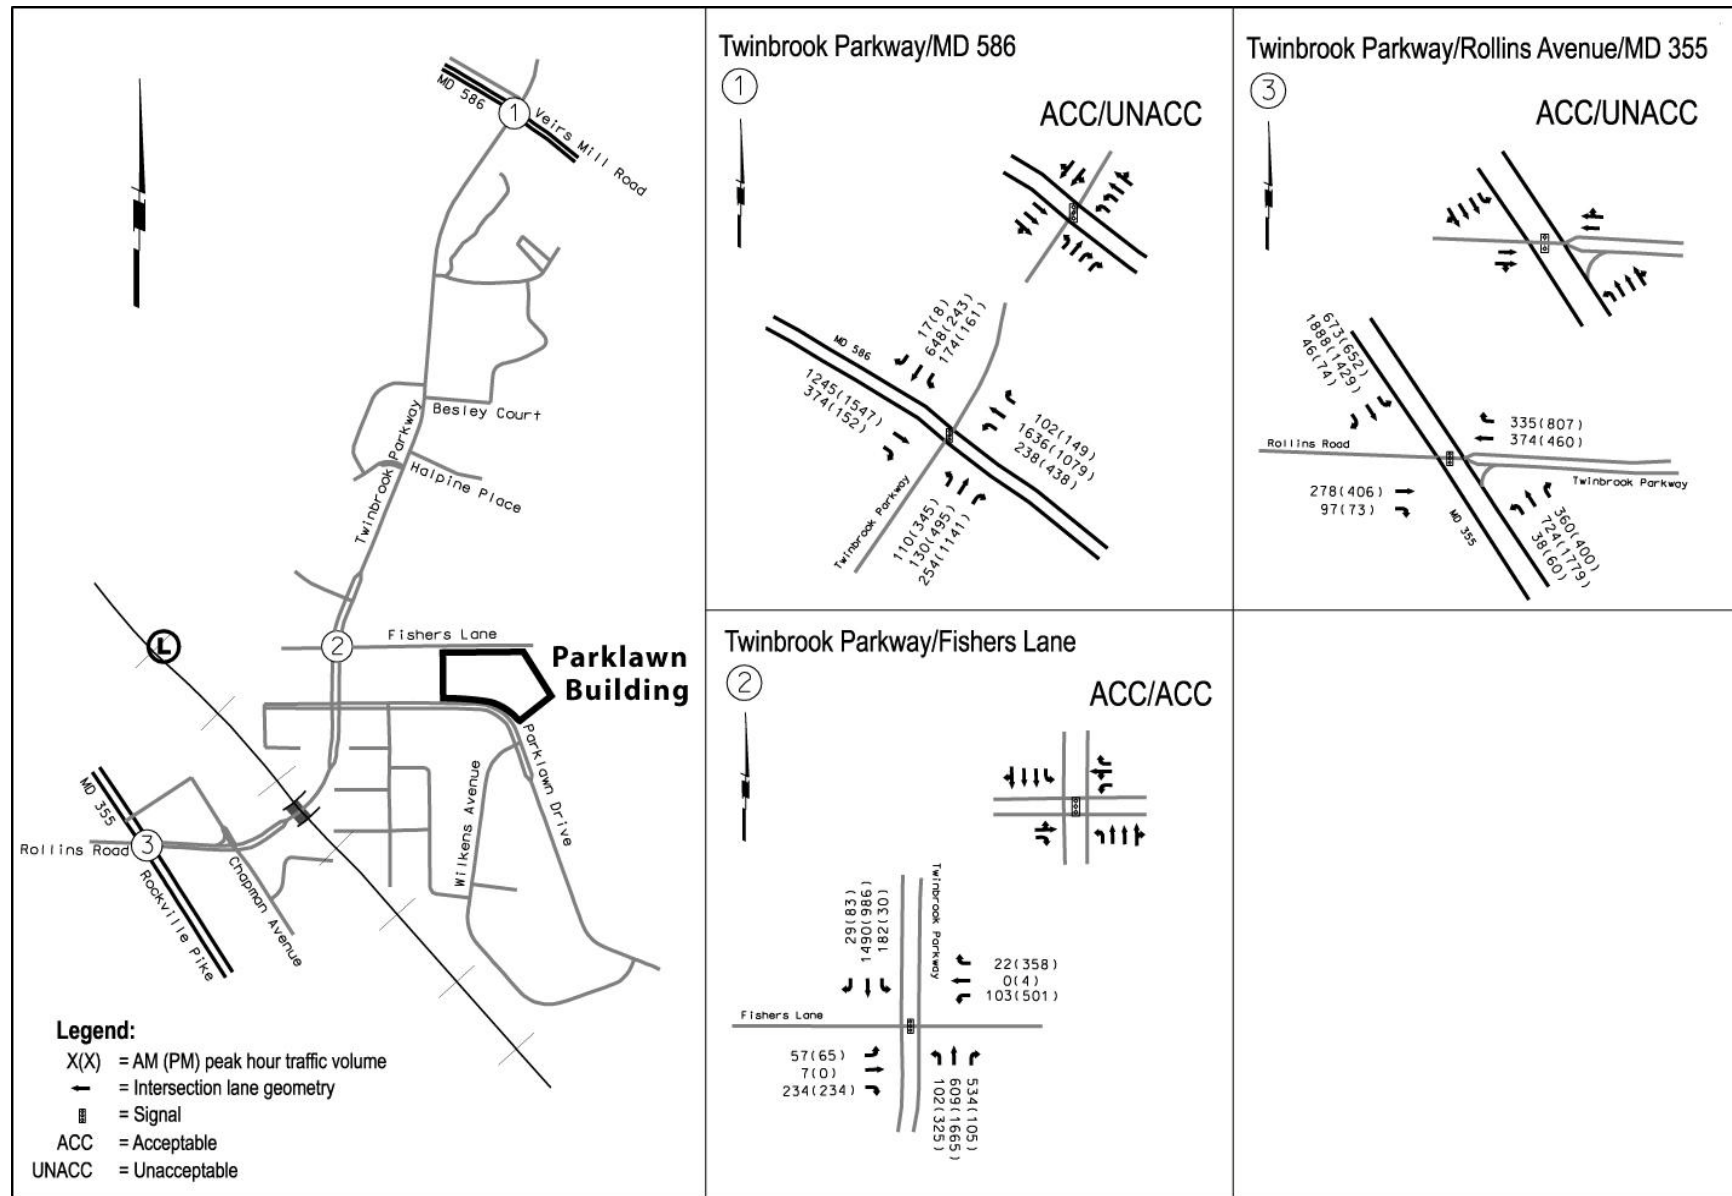 MD 586
1
Veirs Mill Road
Besley Court
Twinbrook Parkway
Halpine Place
2
Fishers Lane
Parklawn
Building
L
Parklawn Drive
Wilkens Avenue
MD 355
Rollins Road
3
Chapman Avenue
Rockville Pike
Legend:
X(X) = AM (PM) peak hour traffic volume
= Intersection lane geometry
= Signal
ACC = Acceptable
UNACC = Unacceptable
Twinbrook Parkway/MD 586
1
ACC/UNACC
17(8)
648(243)
174(161)
MD 586
1245(1547)
374(152)
102(149)
1636(1079)
238(438)
Twinbrook Parkway
110(345)
130(495)
254(1141)
Twinbrook Parkway/Rollins Avenue/MD 355
3
ACC/UNACC
673(652)
1888(1429)
46(74)
335(807)
374(460)
Rollins Road
Twinbrook Parkway
278(406)
97(73)
MD 355
360(400)
724(1779)
38(60)
Twinbrook Parkway/Fishers Lane
2
ACC/ACC
29(83)
1490(986)
182(30)
Twinbrook Parkway
22(358)
0(4)
103(501)
Fishers Lane
57(65)
7(0)
234(234)
102(325)
609(1665)
534(105)